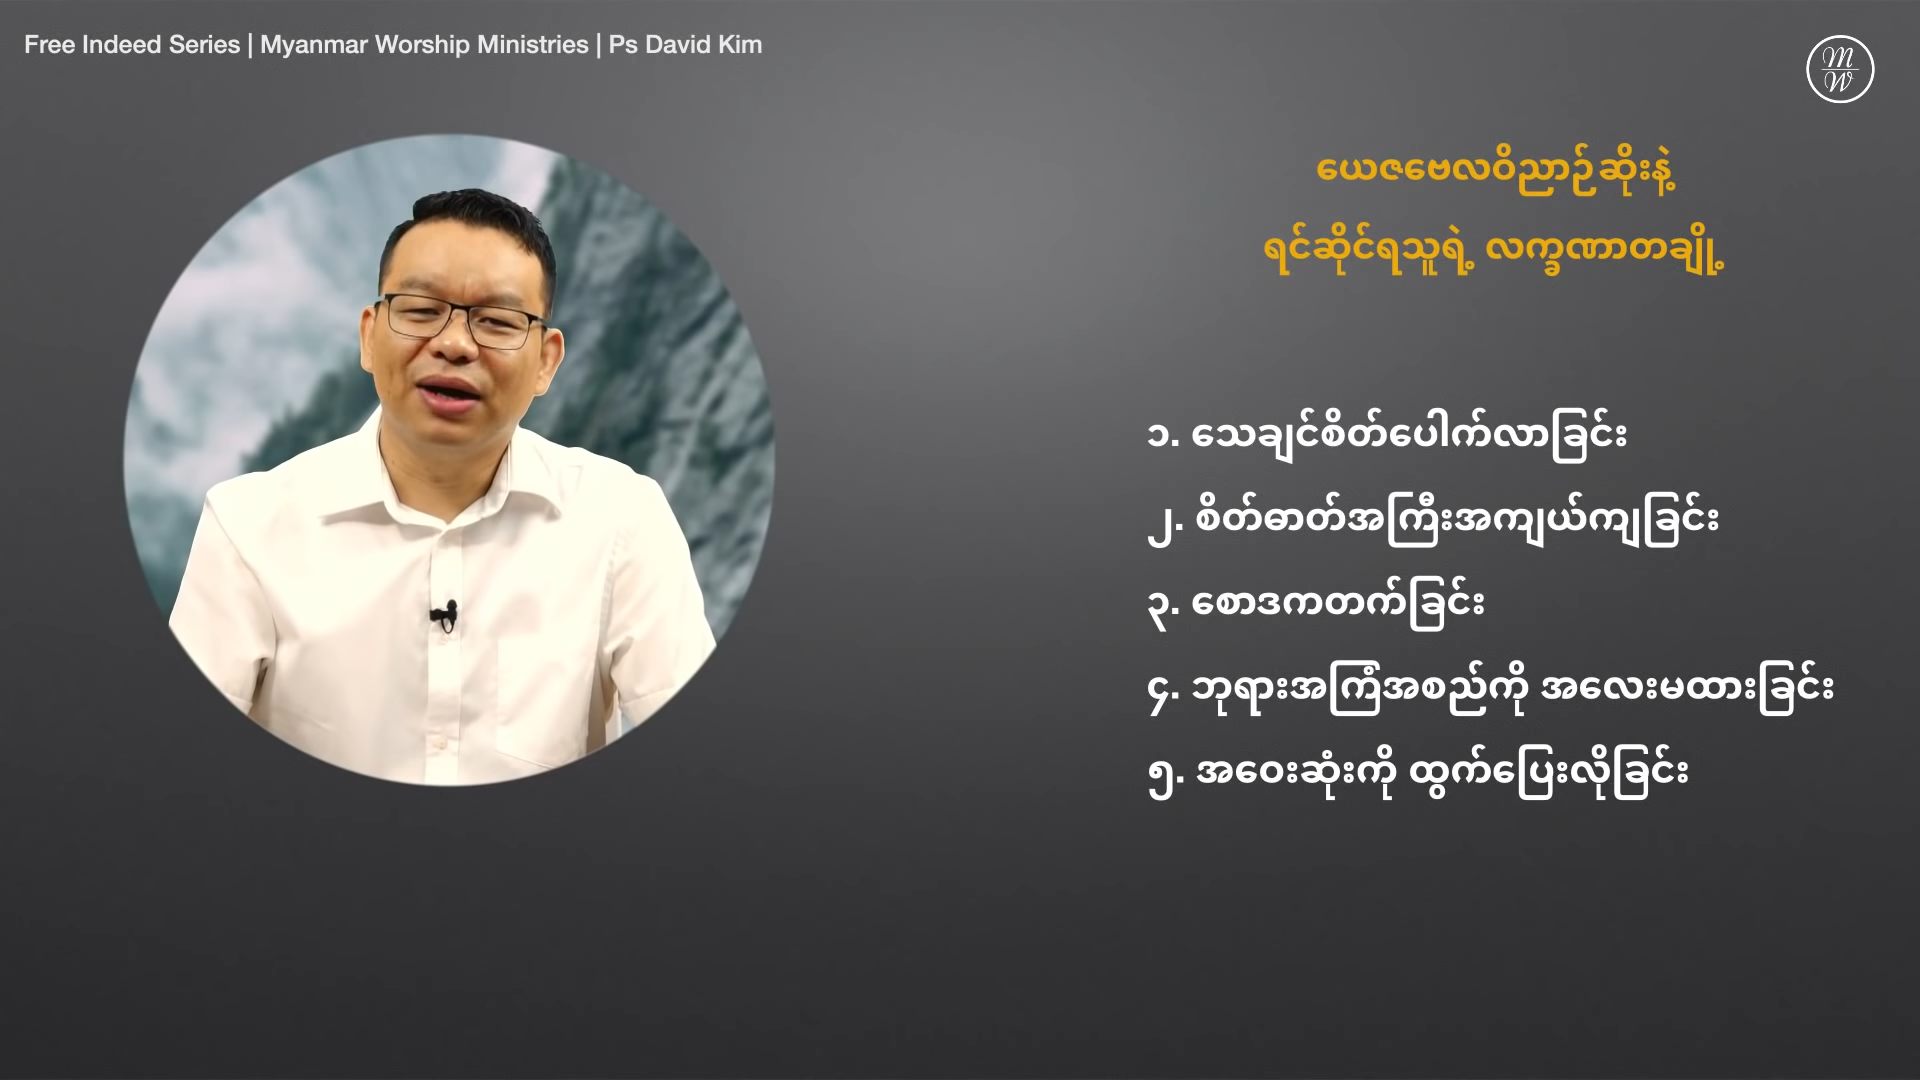 Free Indeed Series | Myanmar Worship Ministries | Ps David Kim
MW
ယေဇဗေလဝိညာဉ်ဆိုးနဲ့
ရင်ဆိုင်ရသူရဲ့ လက္ခဏာတချို့
၁. သေချင်စိတ်ပေါက်လာခြင်း
၂. စိတ်ဓာတ်အကြီးအကျယ်ကျခြင်း
၃. စောဒကတက်ခြင်း
၄. ဘုရားအကြံအစည်ကို အလေးမထားခြင်း
၅. အဝေးဆုံးကို ထွက်ပြေးလိုခြင်း